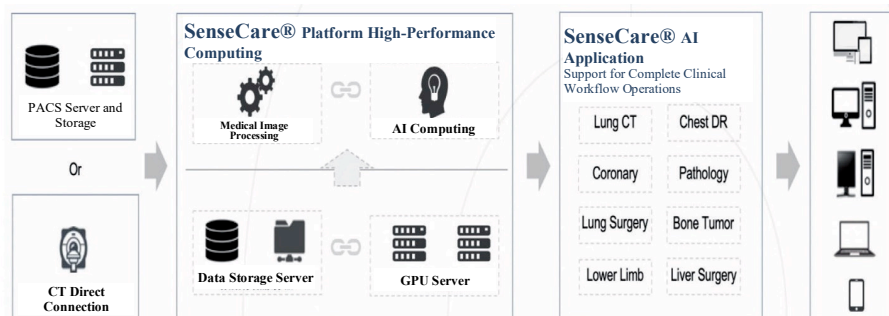 PACS Server and
Storage
Or
CT Direct
Connection
SenseCare® Platform High-Performance
Computing
Medical Image
Processing
AI Computing
Data Storage Server
GPU Server
SenseCare® AI
Application
Support for Complete Clinical
Workflow Operations
Lung CT
Chest DR
Coronary
Pathology
Lung Surgery
Bone Tumor
Lower Limb
Liver Surgery